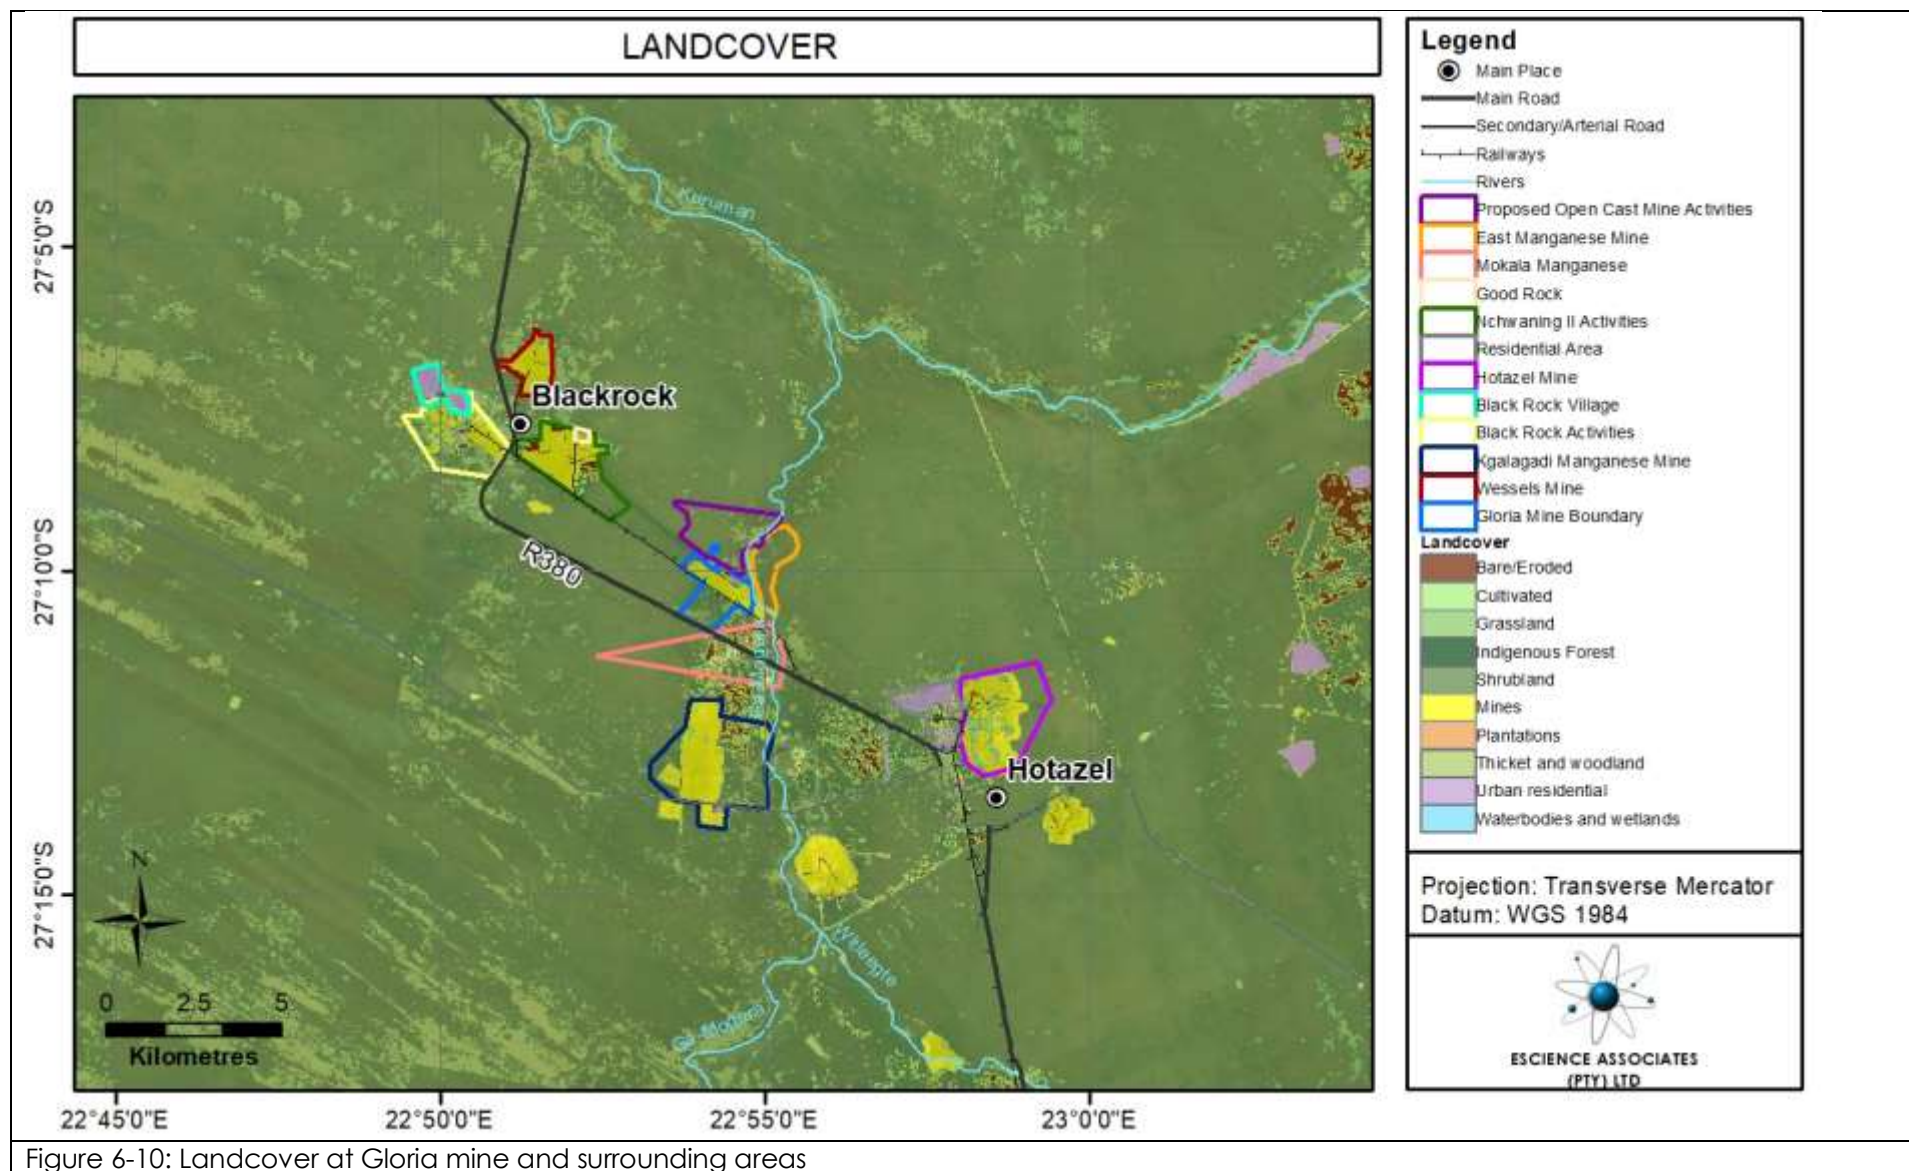 LANDCOVER
27°5'0"S
27°10'0"S
27°15'0"S
22°45'0"E
22°50'0"E
22°55'0"E
23°0'0"E
Kuruman
Blackrock
R380
Hotazel
Witleegte
Ga-Mogara
N
0 2.5 5
Kilometres
Legend
Main Place
Main Road
Secondary/Arterial Road
Railways
Rivers
Proposed Open Cast Mine Activities
East Manganese Mine
Mokala Manganese
Good Rock
Nchwaning II Activities
Residential Area
Hotazel Mine
Black Rock Village
Black Rock Activities
Kgalagadi Manganese Mine
Wessels Mine
Gloria Mine Boundary
Landcover
Bare/Eroded
Cultivated
Grassland
Indigenous Forest
Shrubland
Mines
Plantations
Thicket and woodland
Urban residential
Waterbodies and wetlands
Projection: Transverse Mercator
Datum: WGS 1984
ESCIENCE ASSOCIATES
(PTY) LTD
Figure 6-10: Landcover at Gloria mine and surrounding areas